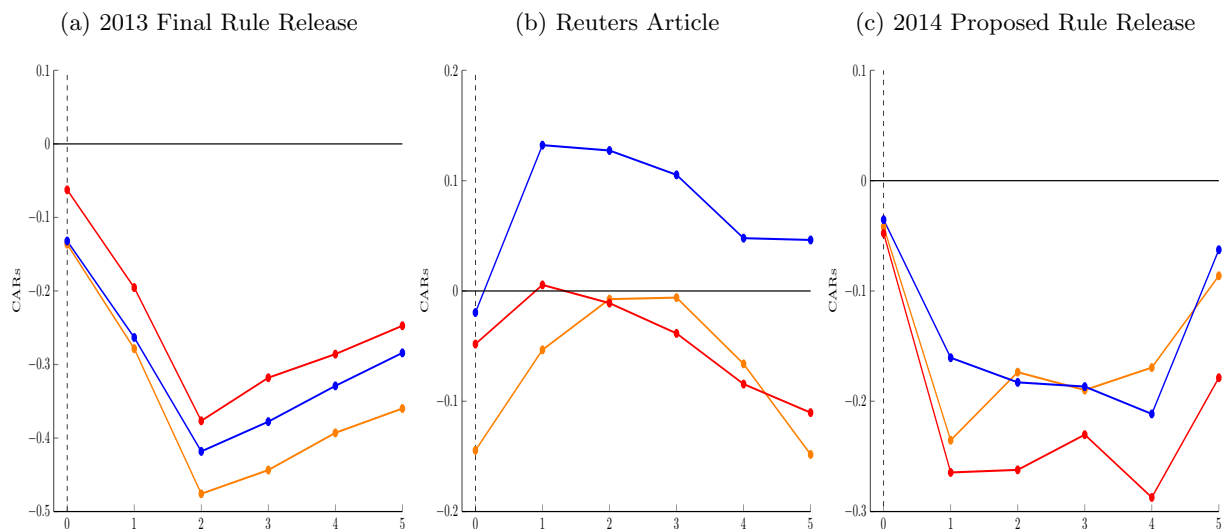 (a) 2013 Final Rule Release
0.1
0
−0.1
−0.2
−0.3
−0.4
−0.5
CARs
0 1 2 3 4 5
(b) Reuters Article
0.2
0.1
0
−0.1
−0.2
CARs
0 1 2 3 4 5
(c) 2014 Proposed Rule Release
0.1
0
−0.1
−0.2
−0.3
CARs
0 1 2 3 4 5